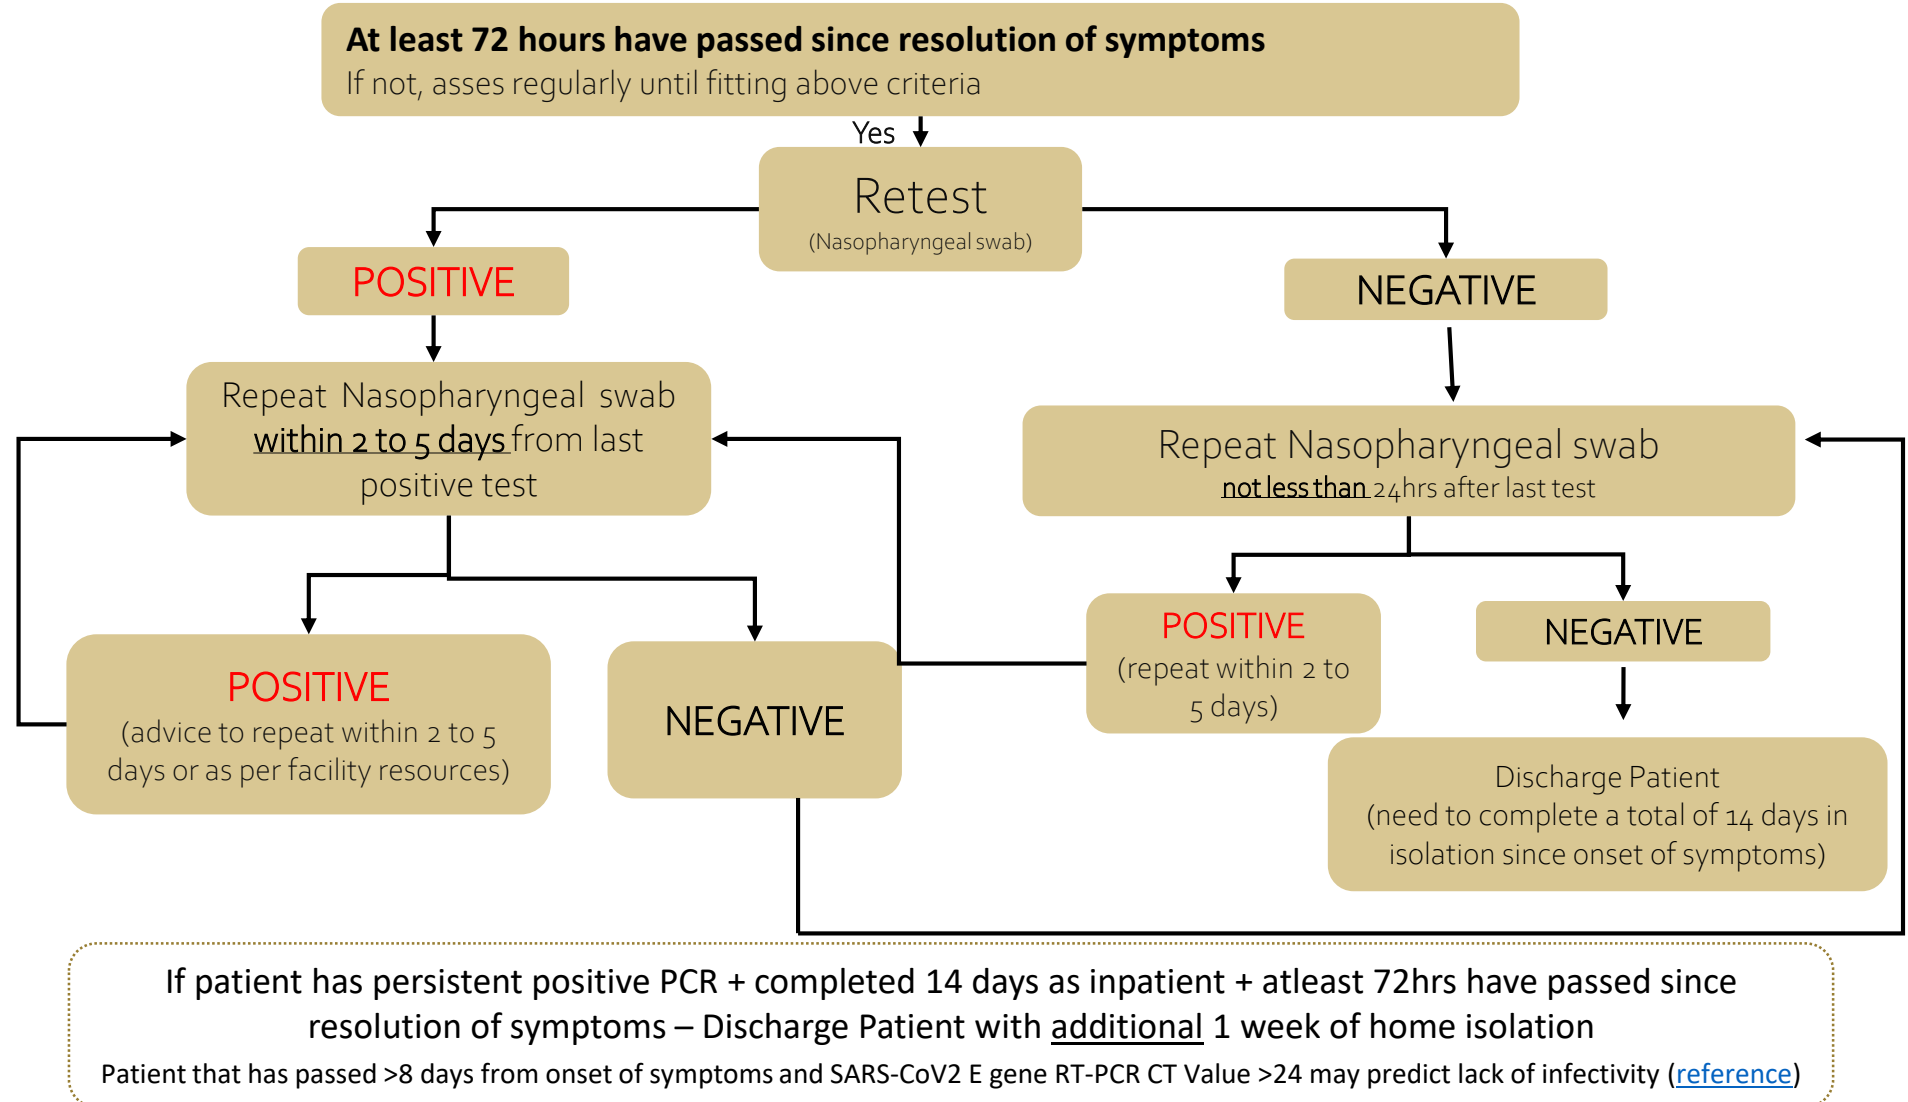 At least 72 hours have passed since resolution of symptoms
If not, asses regularly until fitting above criteria
Yes
Retest
(Nasopharyngeal swab)
POSITIVE
NEGATIVE
Repeat Nasopharyngeal swab
within 2 to 5 days from last
positive test
Repeat Nasopharyngeal swab
not less than 24hrs after last test
POSITIVE
(advice to repeat within 2 to 5
days or as per facility resources)
NEGATIVE
POSITIVE
(repeat within 2 to
5 days)
NEGATIVE
Discharge Patient
(need to complete a total of 14 days in
isolation since onset of symptoms)
If patient has persistent positive PCR + completed 14 days as inpatient + atleast 72hrs have passed since
resolution of symptoms – Discharge Patient with additional 1 week of home isolation
Patient that has passed >8 days from onset of symptoms and SARS-CoV2 E gene RT-PCR CT Value >24 may predict lack of infectivity (reference)